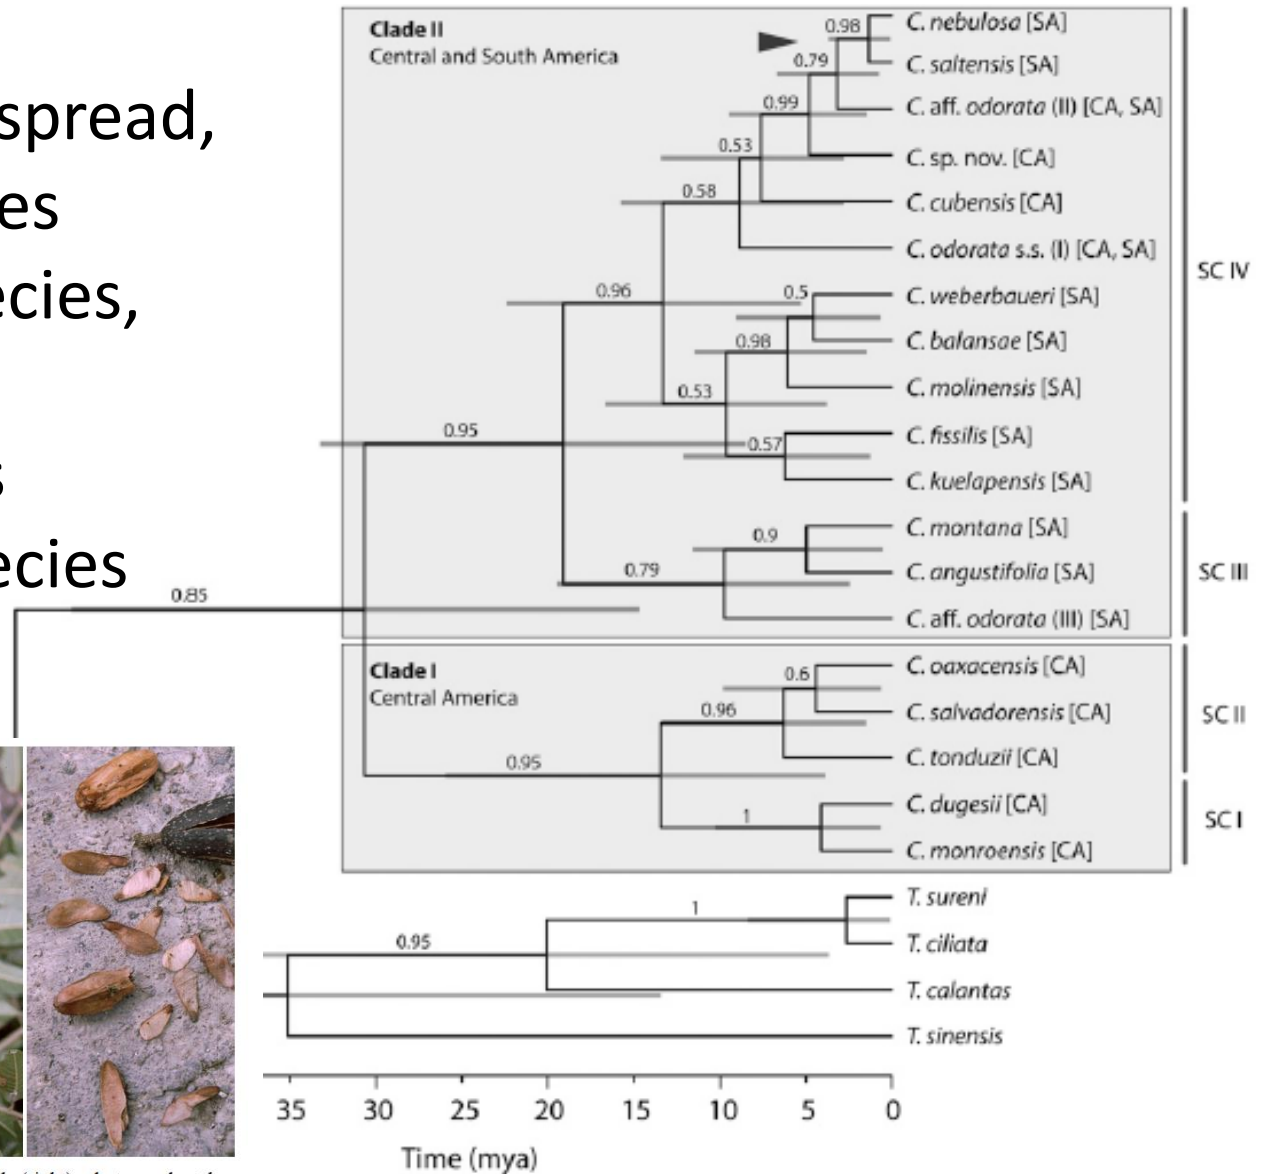 spread,
es
ecies,
s
ecies
Clade II
Central and South America
0.98
0.79
0.99
0.53
0.58
0.96
0.5
0.98
0.53
0.57
0.95
0.9
0.79
0.85
C. nebulosa [SA]
C. saltensis [SA]
C. aff. odorata (II) [CA, SA]
C. sp. nov. [CA]
C. cubensis [CA]
C. odorata s.s. (I) [CA, SA]
C. weberbaueri [SA]
C. balansae [SA]
C. molinensis [SA]
C. fissilis [SA]
C. kuelapensis [SA]
C. montana [SA]
C. angustifolia [SA]
C. aff. odorata (III) [SA]
SC IV
SC III
Clade I
Central America
0.6
0.96
0.95
1
C. oaxacensis [CA]
C. salvadorensis [CA]
C. tonduzii [CA]
C. dugesii [CA]
C. monroensis [CA]
SC II
SC I
1
0.95
T. sureni
T. ciliata
T. calantas
T. sinensis
35 30 25 20 15 10 5 0
Time (mya)